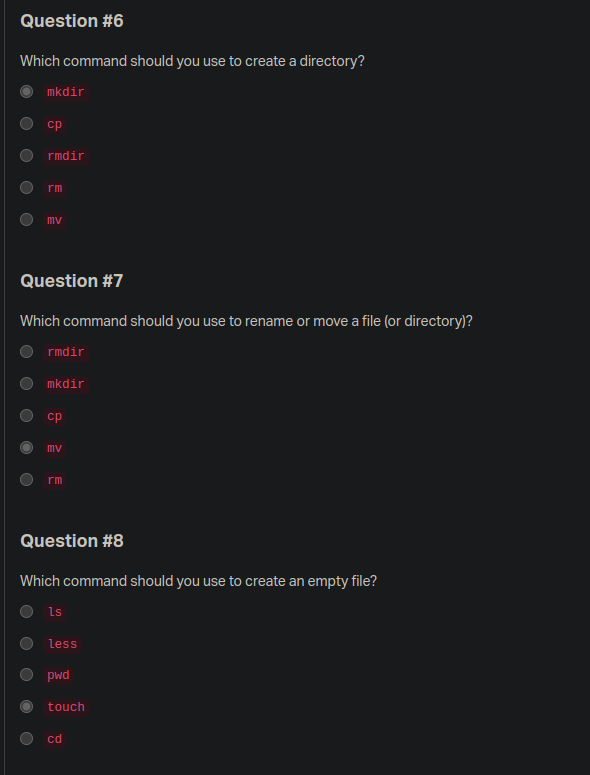 Question #6
Which command should you use to create a directory?
mkdir
cp
rmdir
rm
mv
Question #7
Which command should you use to rename or move a file (or directory)?
rmdir
mkdir
cp
mv
rm
Question #8
Which command should you use to create an empty file?
ls
less
pwd
touch
cd